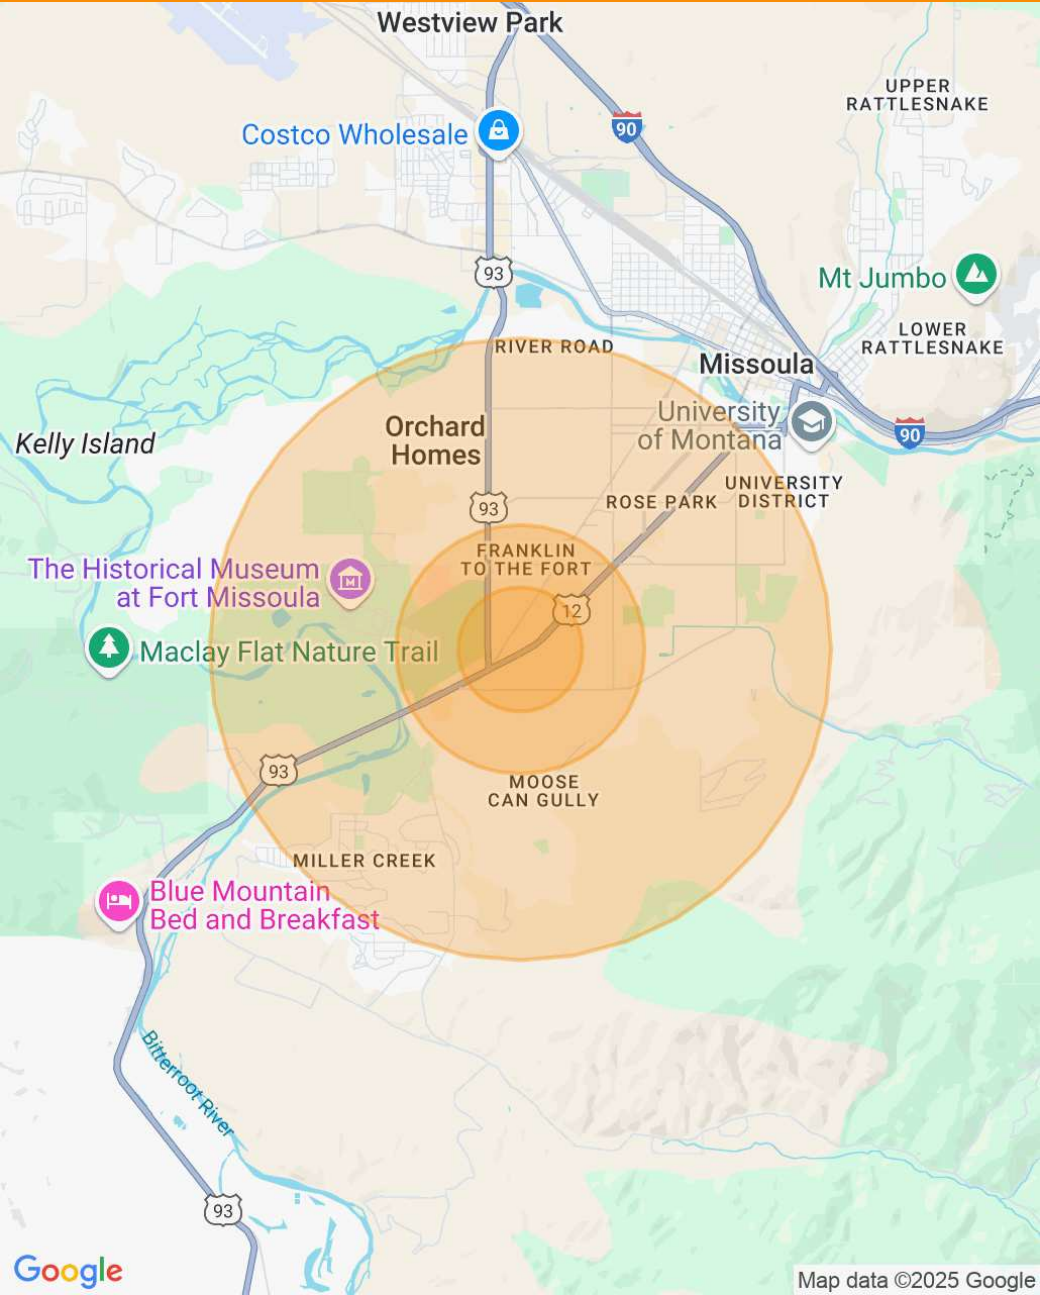 Westview Park
UPPER
RATTLESNAKE
Costco Wholesale
90
93
Mt Jumbo
LOWER
RATTLESNAKE
RIVER ROAD
Missoula
University
of Montana
90
Orchard
Homes
Kelly Island
UNIVERSITY
DISTRICT
ROSE PARK
93
FRANKLIN
TO THE FORT
The Historical Museum
at Fort Missoula
12
Maclay Flat Nature Trail
93
MOOSE
CAN GULLY
MILLER CREEK
Blue Mountain
Bed and Breakfast
Bitterroot River
93
Google
Map data ©2025 Google